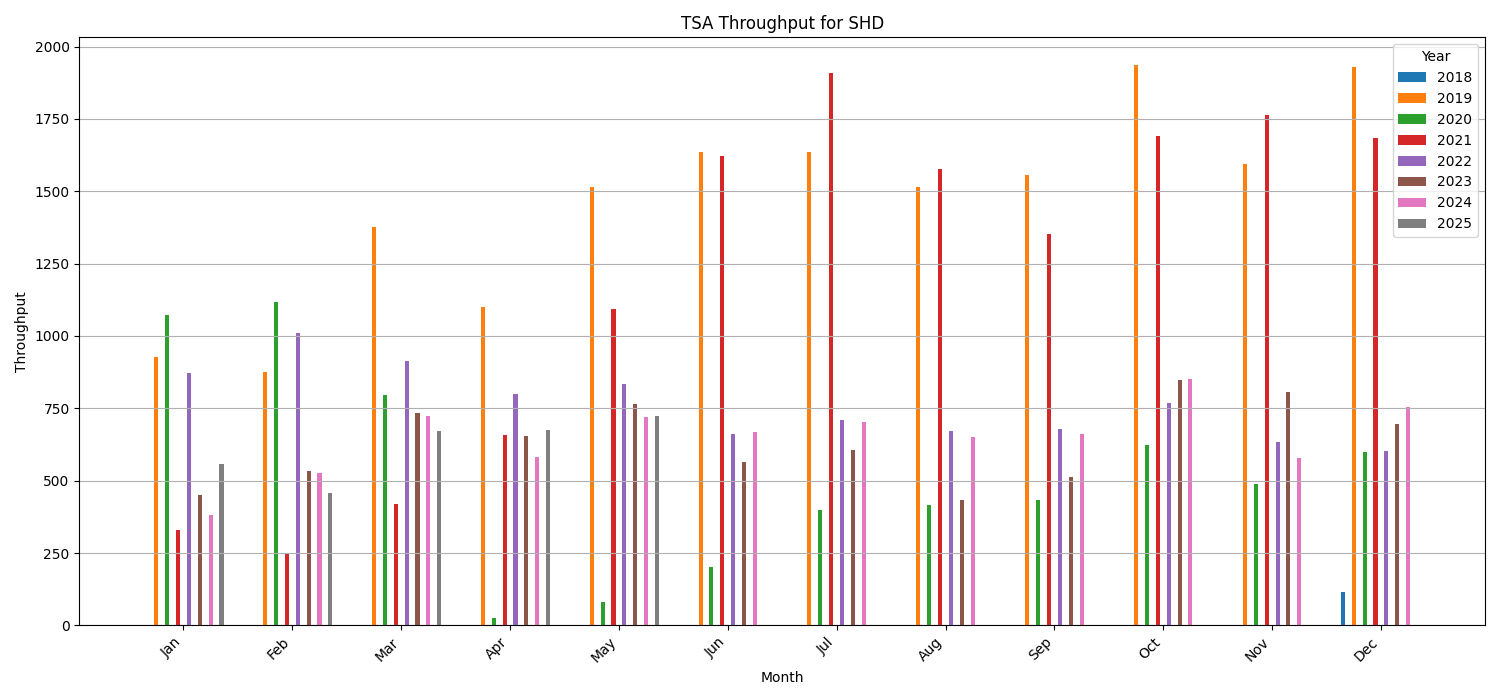 TSA Throughput for SHD
Throughput
2000
1750
1500
1250
1000
750
500
250
0
Year
2018
2019
2020
2021
2022
2023
2024
2025
Jan
Feb
Mar
Apr
May
Jun
Jul
Aug
Sep
Oct
Nov
Dec
Month